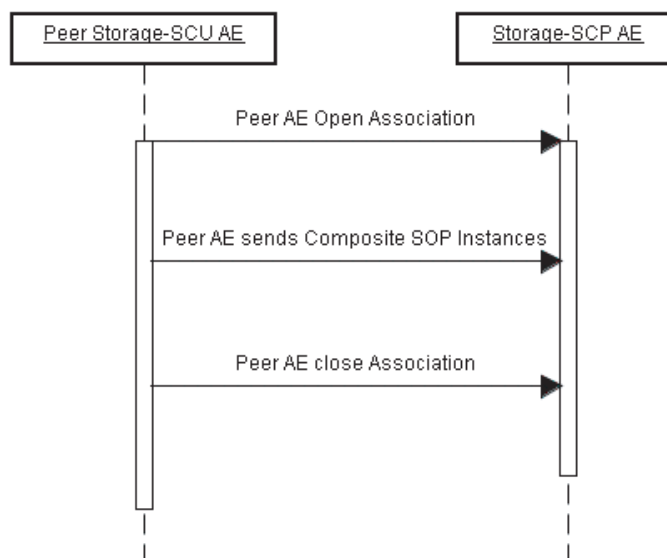 Peer Storage-SCU AE
Storage-SCP AE
Peer AE Open Association
Peer AE sends Composite SOP Instances
Peer AE close Association